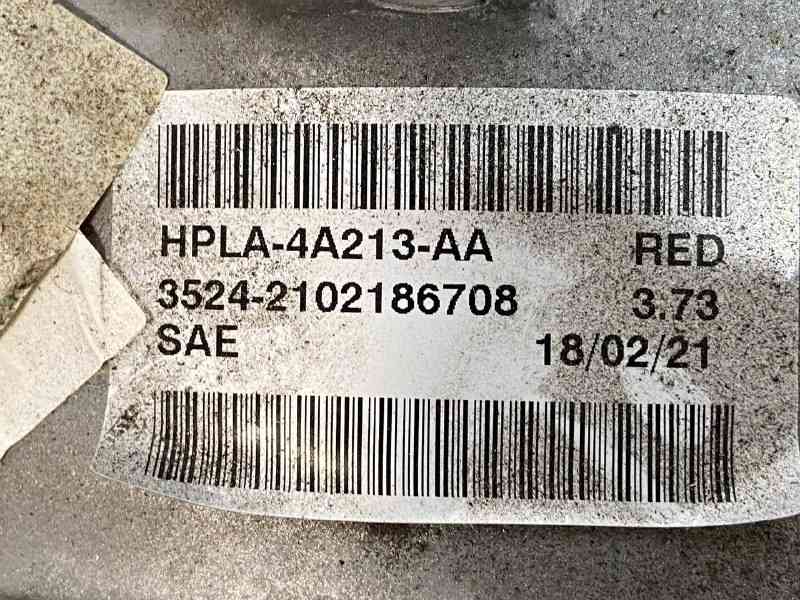 HPLA-4A213-AA RED
3524-2102186708 3.73
SAE 18/02/21